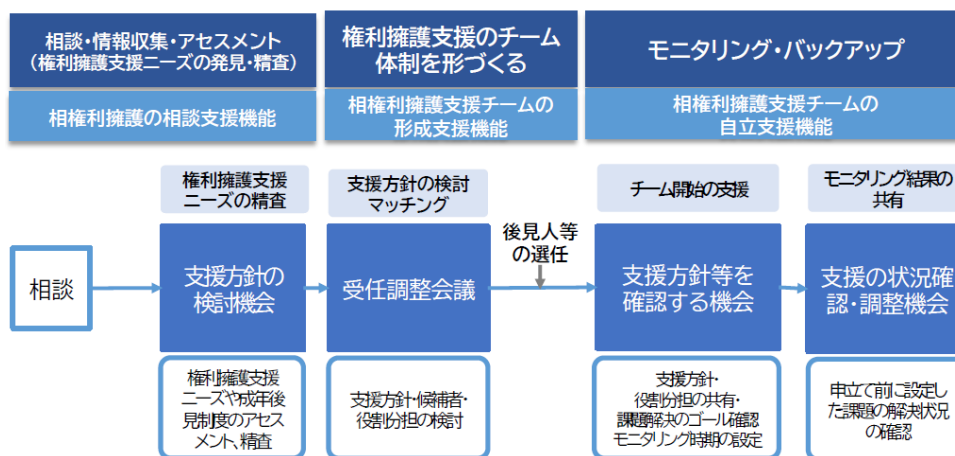 相談・情報収集・アセスメント
（権利擁護支援ニーズの発見・精査）
権利擁護支援のチーム
体制を形づくる
モニタリング・バックアップ
相権利擁護の相談支援機能
相権利擁護支援チームの
形成支援機能
相権利擁護支援チームの
自立支援機能
権利擁護支援
ニーズの精査
支援方針の検討
マッチング
チーム開始の支援
モニタリング結果の
共有
後見人等
の選任
相談
支援方針の
検討機会
受任調整会議
支援方針等を
確認する機会
支援の状況確
認・調整機会
権利擁護支援
ニーズや成年後
見制度のアセス
メント、精査
支援方針・候補者・
役割分担の検討
支援方針・
役割分担の共有・
課題解決のゴール確認
モニタリング時期の設定
申立て前に設定し
た課題の解決状況
の確認